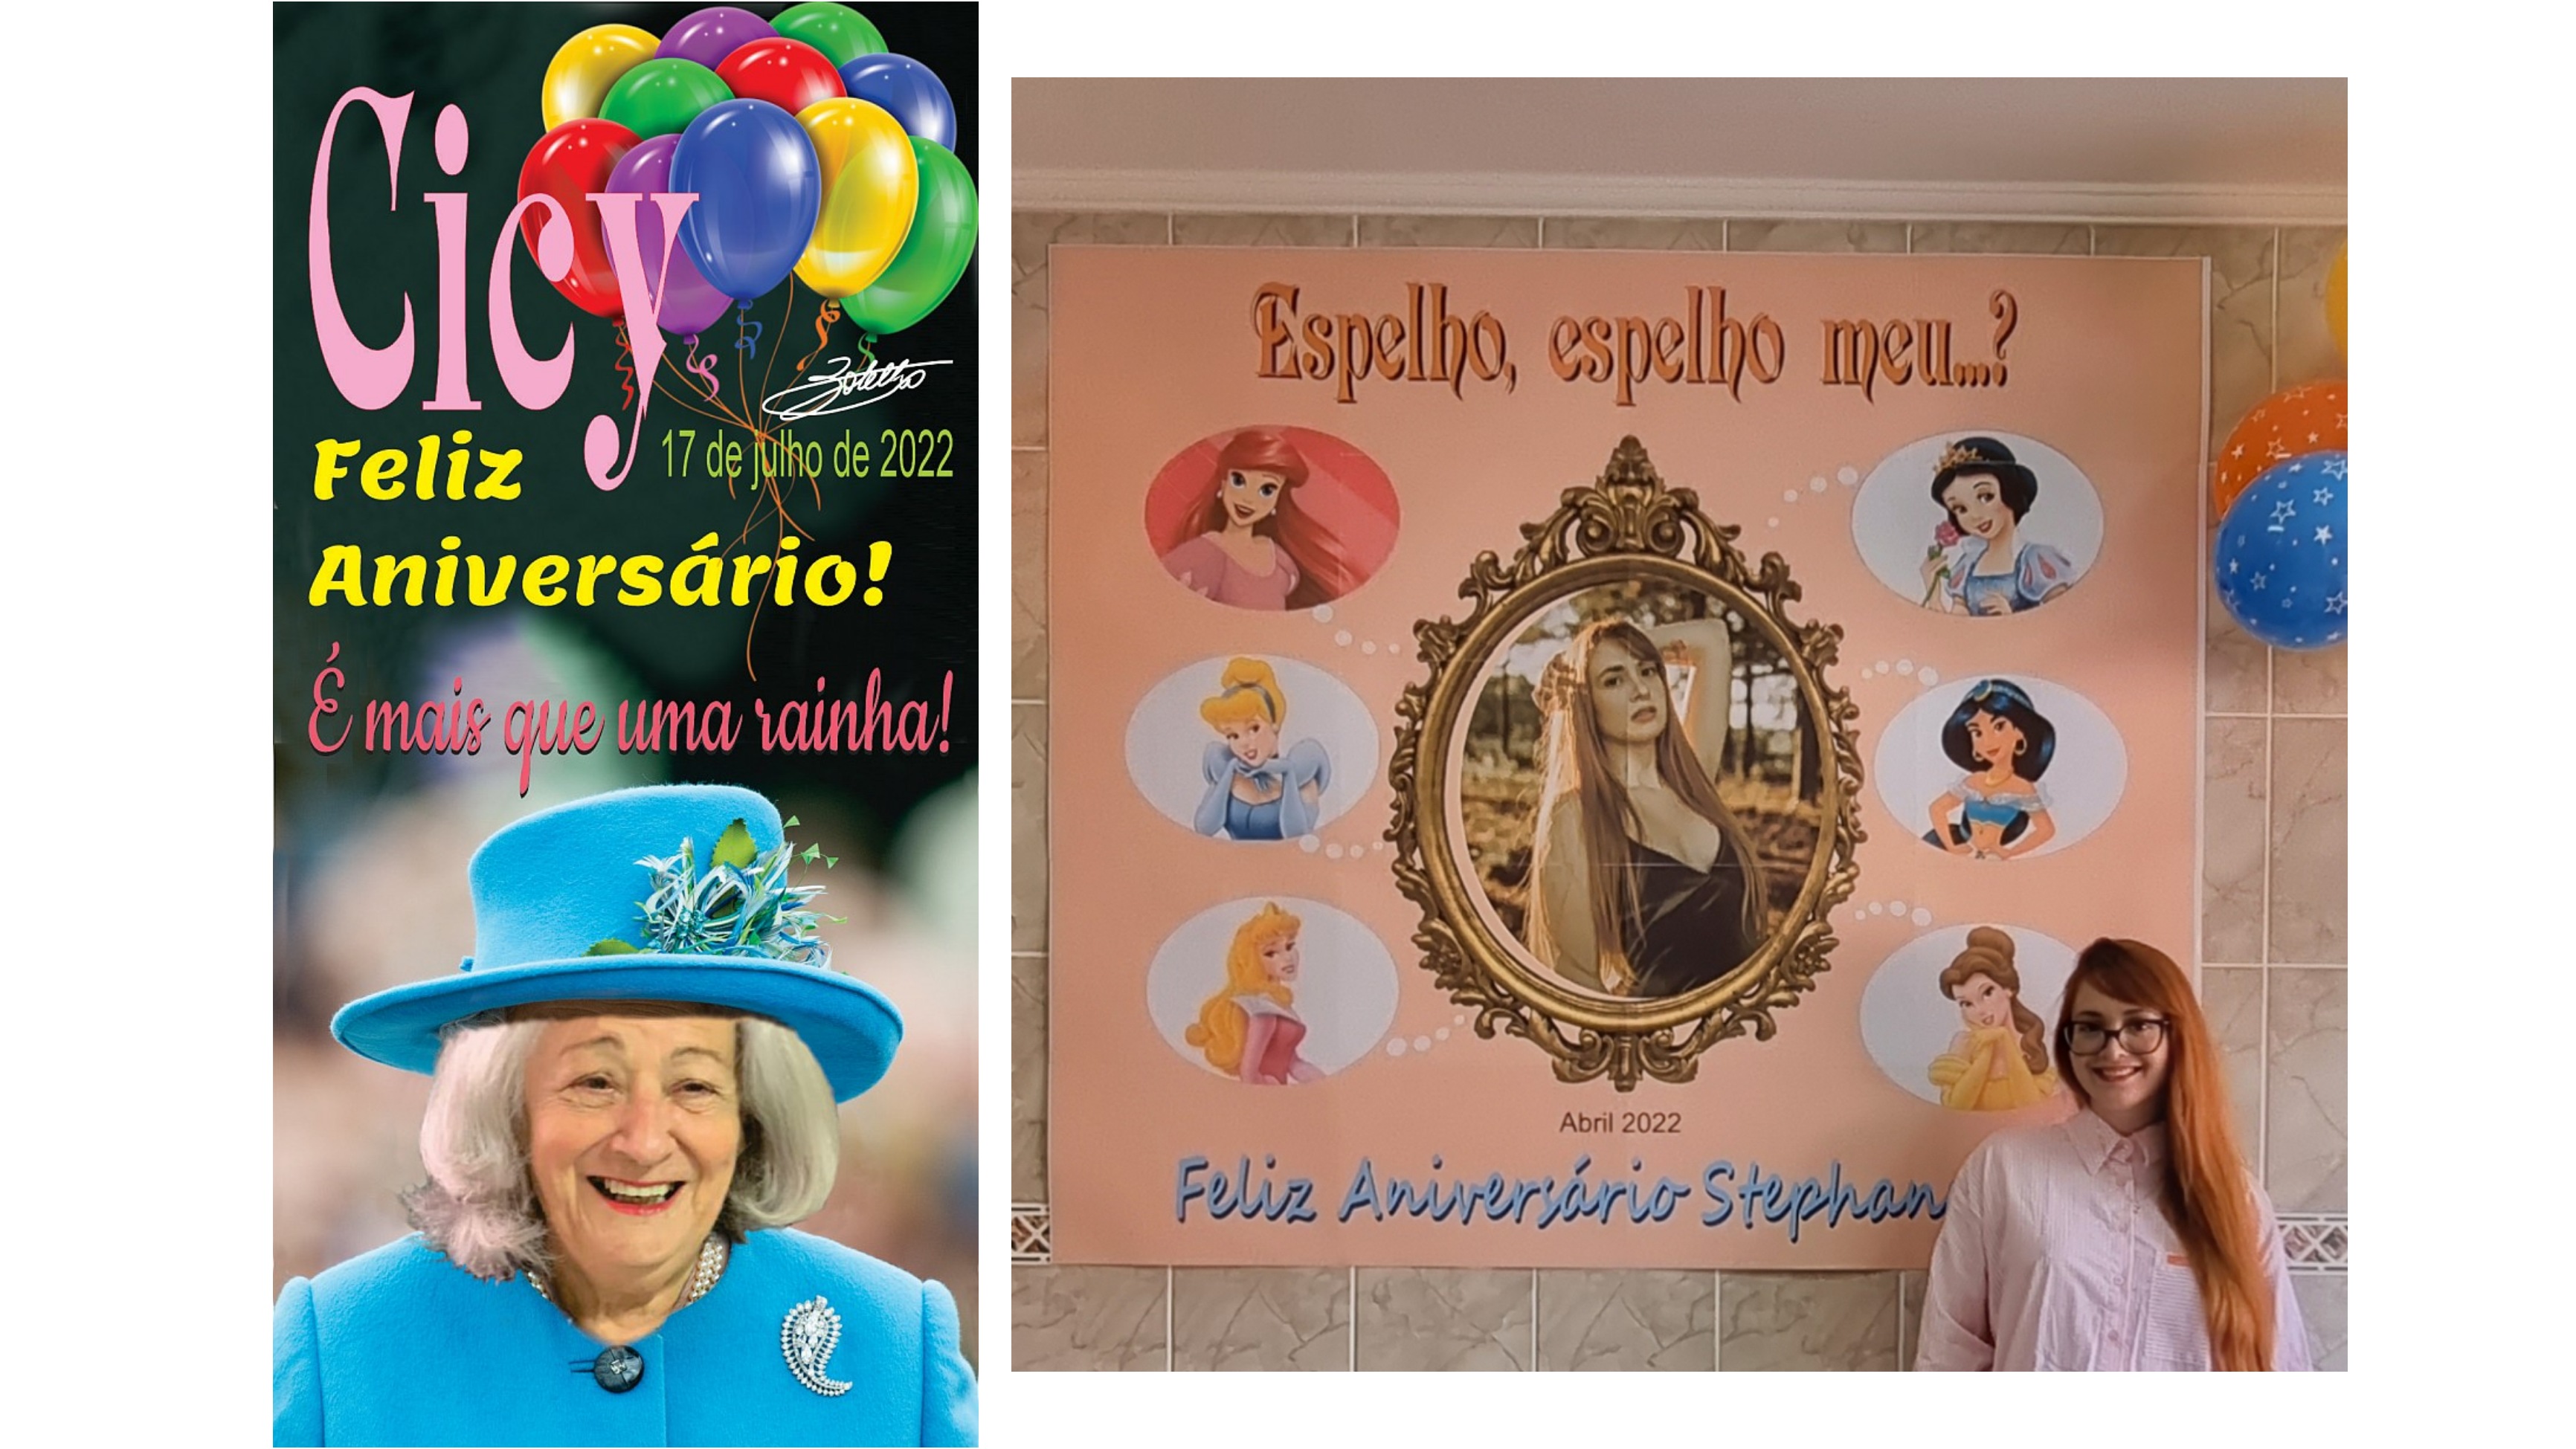 Cicy
17 de julho de 2022
Feliz
Aniversário!
É mais que uma rainha!
Espelho, espelho meu...?
Abril 2022
Feliz Aniversário Stephan